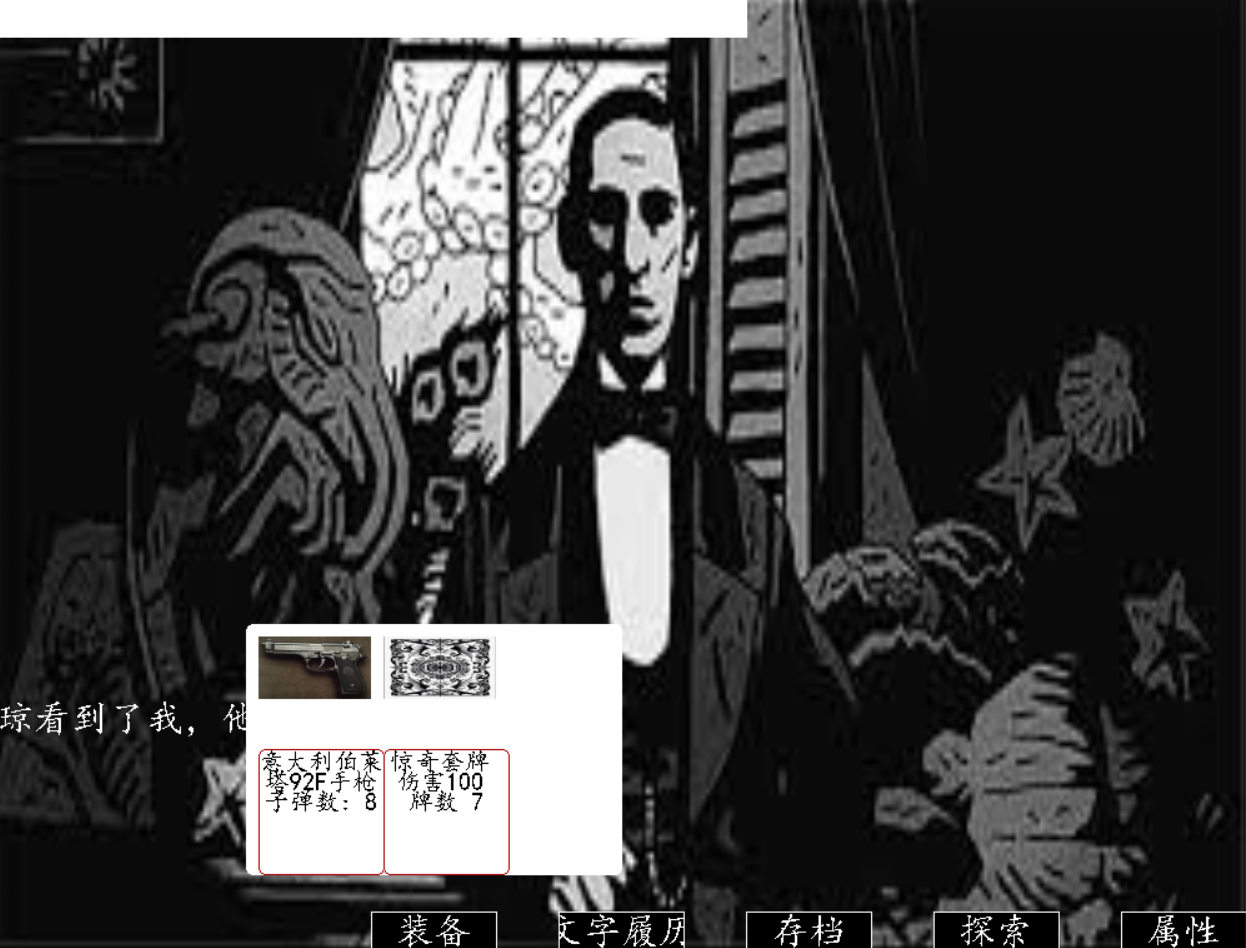 琼看到了我，他
意大利伯莱
塔92F手枪
子弹数：8
惊奇套牌
伤害100
牌数 7
装备
文字履历
存档
探索
属性